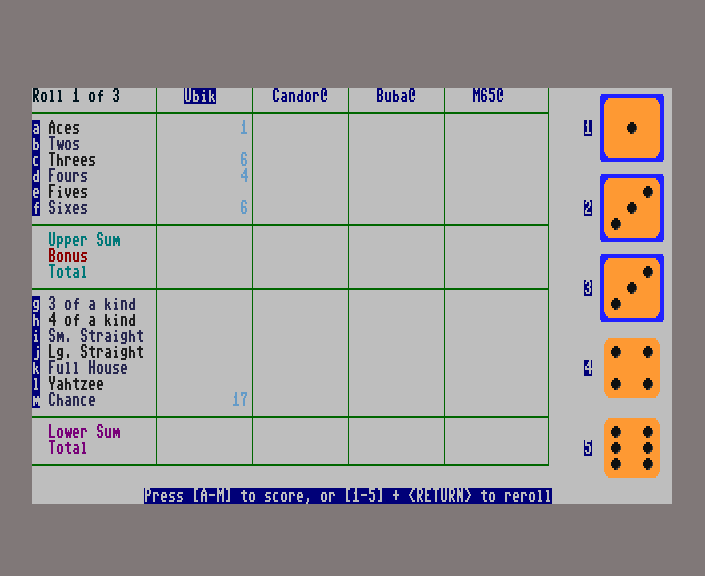 Roll 1 of 3 Ubik Candor@ Buba@ M65@
a Aces 1
b Twos
c Threes 6
d Fours 4
e Fives
f Sixes 6
Upper Sum
Bonus
Total
g 3 of a kind
h 4 of a kind
i Sm. Straight
j Lg. Straight
k Full House
l Yahtzee
m Chance 17
Lower Sum
Total
1
2
3
4
5
Press [A-M] to score, or [1-5] + <RETURN> to reroll